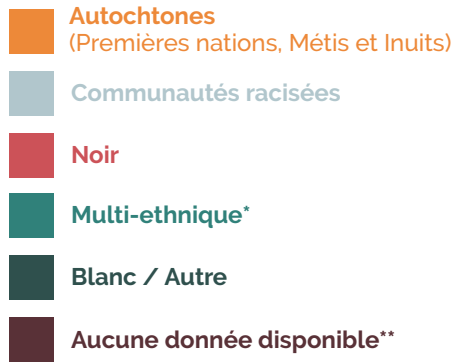 Autochtones
(Premières nations, Métis et Inuits)
Communautés racisées
Noir
Multi-ethnique*
Blanc / Autre
Aucune donnée disponible**